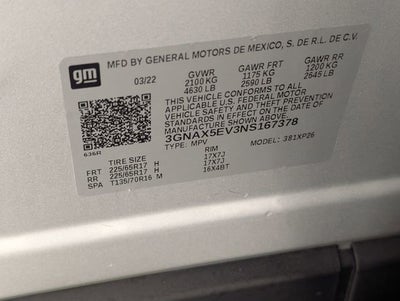 gm
MFD BY GENERAL MOTORS DE MEXICO, S. DE R.L. DE C.V.
03/22 GVWR GAWR FRT GAWR RR
2100 KG 1175 KG 1200 KG
4630 LB 2590 LB 2645 LB
THIS VEHICLE CONFORMS TO ALL
APPLICABLE U.S. FEDERAL MOTOR
VEHICLE SAFETY AND THEFT PREVENTION
STANDARDS IN EFFECT ON THE DATE OF
MANUFACTURE SHOWN ABOVE.
3GNAX5EV3NS167378
TYPE: MPV MODEL: 381XP26
636R
TIRE SIZE RIM
FRT 225/65R17 H 17X7J
RR 225/65R17 H 17X7J
SPA T135/70R16 M 16X4BT